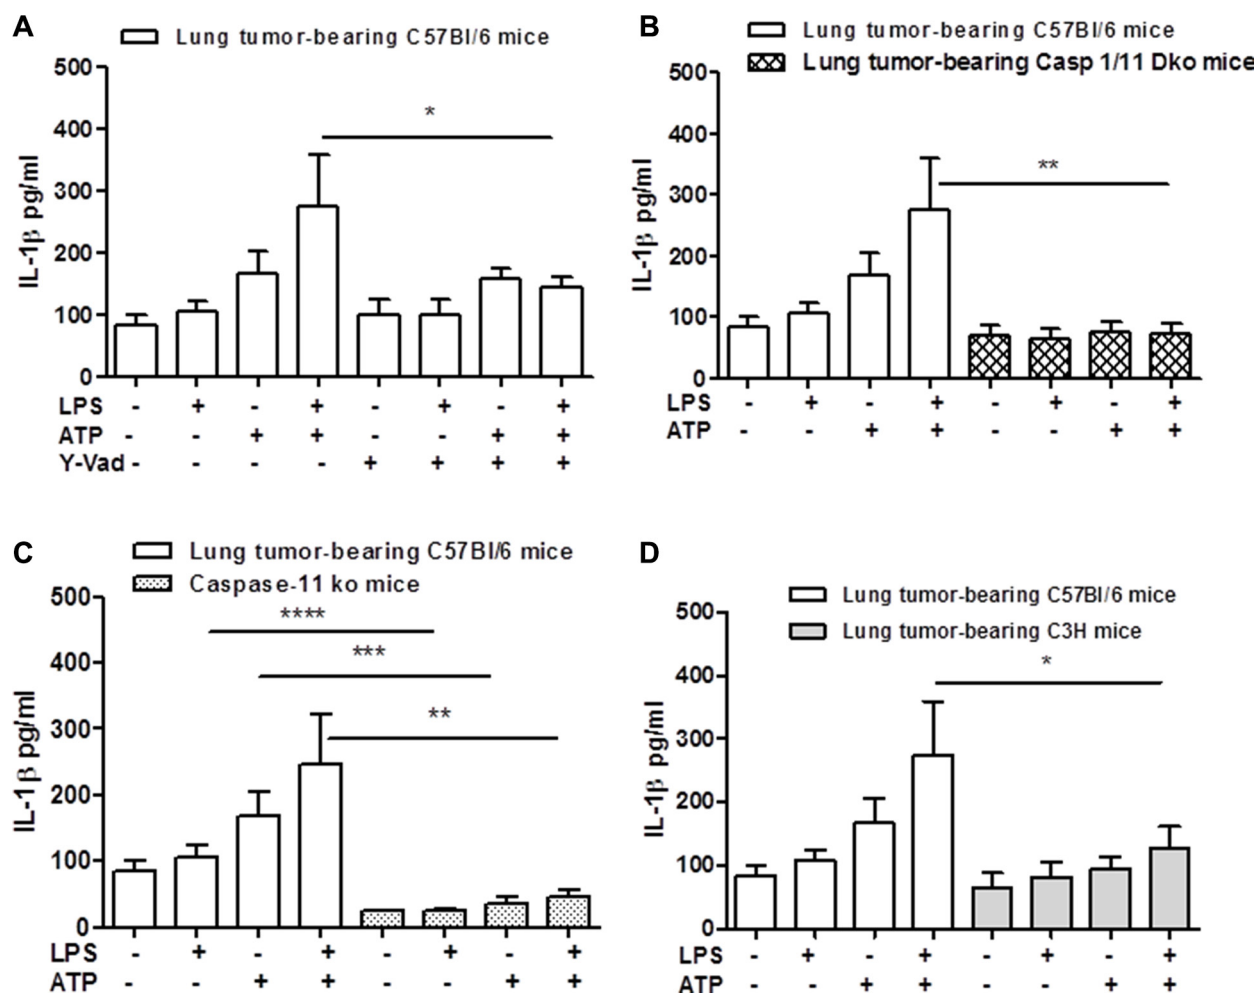 A
Lung tumor-bearing C57Bl/6 mice
*
IL-1β pg/ml
500
400
300
200
100
0
LPS - + - + - + - +
ATP - - + + - - + +
Y-Vad - - - - + + + +
B
Lung tumor-bearing C57Bl/6 mice
Lung tumor-bearing Casp 1/11 Dko mice
**
IL-1β pg/ml
500
400
300
200
100
0
LPS - + - + - + - +
ATP - - + + - - + +
C
Lung tumor-bearing C57Bl/6 mice
Caspase-11 ko mice
****
***
**
IL-1β pg/ml
500
400
300
200
100
0
LPS - + - + - + - +
ATP - - + + - - + +
D
Lung tumor-bearing C57Bl/6 mice
Lung tumor-bearing C3H mice
*
IL-1β pg/ml
500
400
300
200
100
0
LPS - + - + - + - +
ATP - - + + - - + +